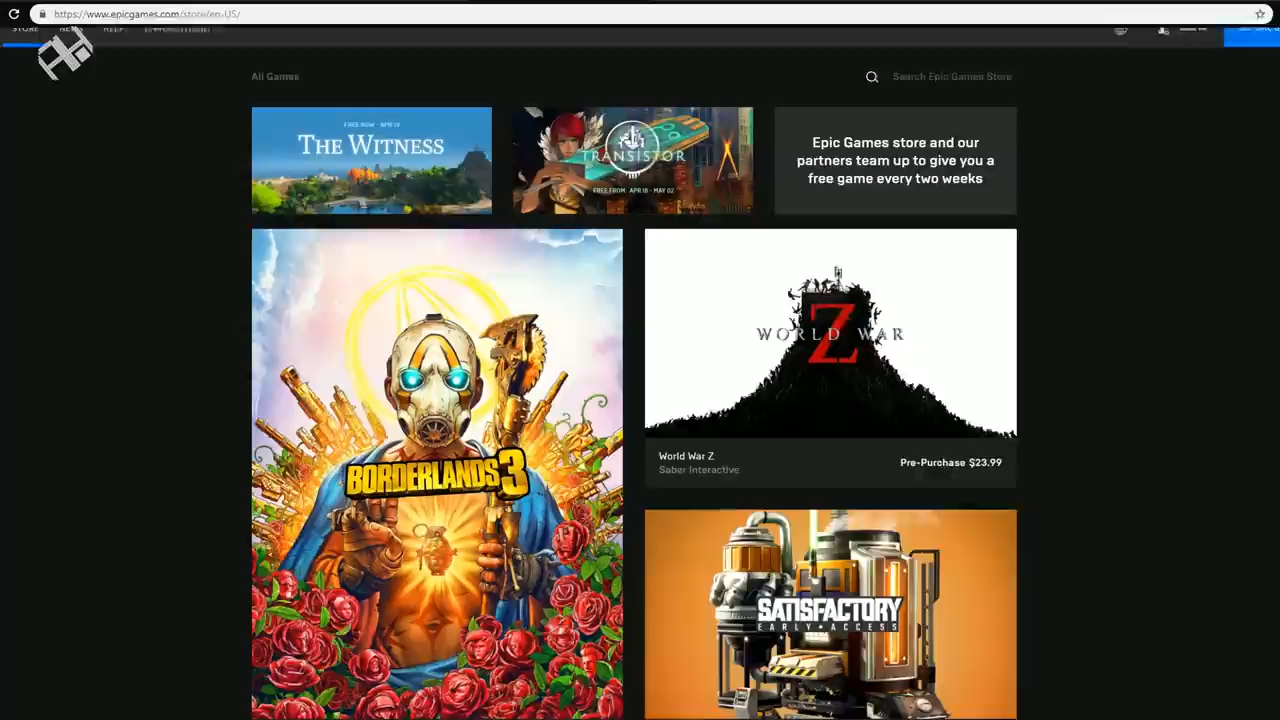 https://www.epicgames.com/store/en-US/
STORE
HELP
All Games
Search Epic Games Store
FREE NOW - APR 18
THE WITNESS
TRANSISTOR
FREE FROM APR 18 - MAY 02
Epic Games store and our
partners team up to give you a
free game every two weeks
BORDERLANDS 3
WORLD WAR Z
World War Z
Saber Interactive
Pre-Purchase $23.99
SATISFACTORY
EARLY ACCESS